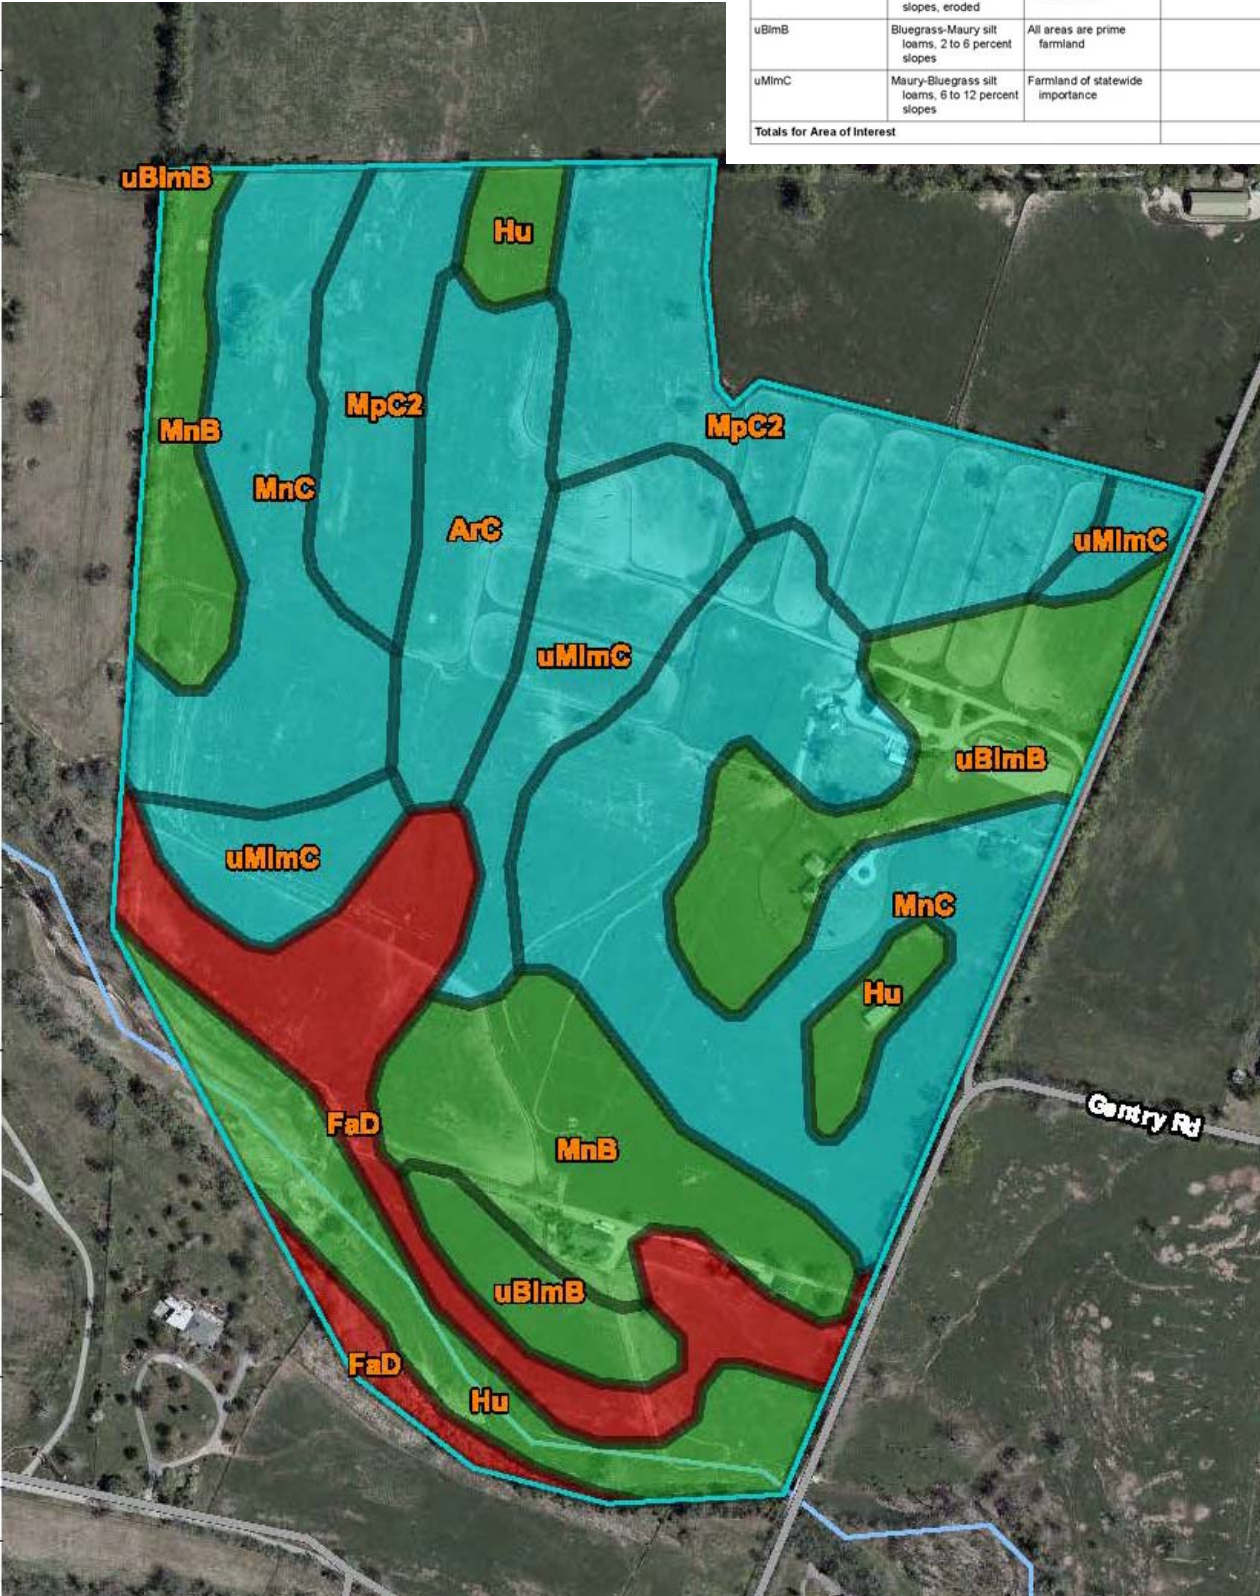 slopes, eroded
uBlmB
Bluegrass-Maury silt
loams, 2 to 6 percent
slopes
All areas are prime
farmland
uMlmC
Maury-Bluegrass silt
loams, 6 to 12 percent
slopes
Farmland of statewide
importance
Totals for Area of Interest
uBlmB
Hu
MpC2
MnB
MpC2
MnC
ArC
uMlmC
uMlmC
uBlmB
uMlmC
MnC
Hu
Gentry Rd
FaD
MnB
uBlmB
FaD
Hu